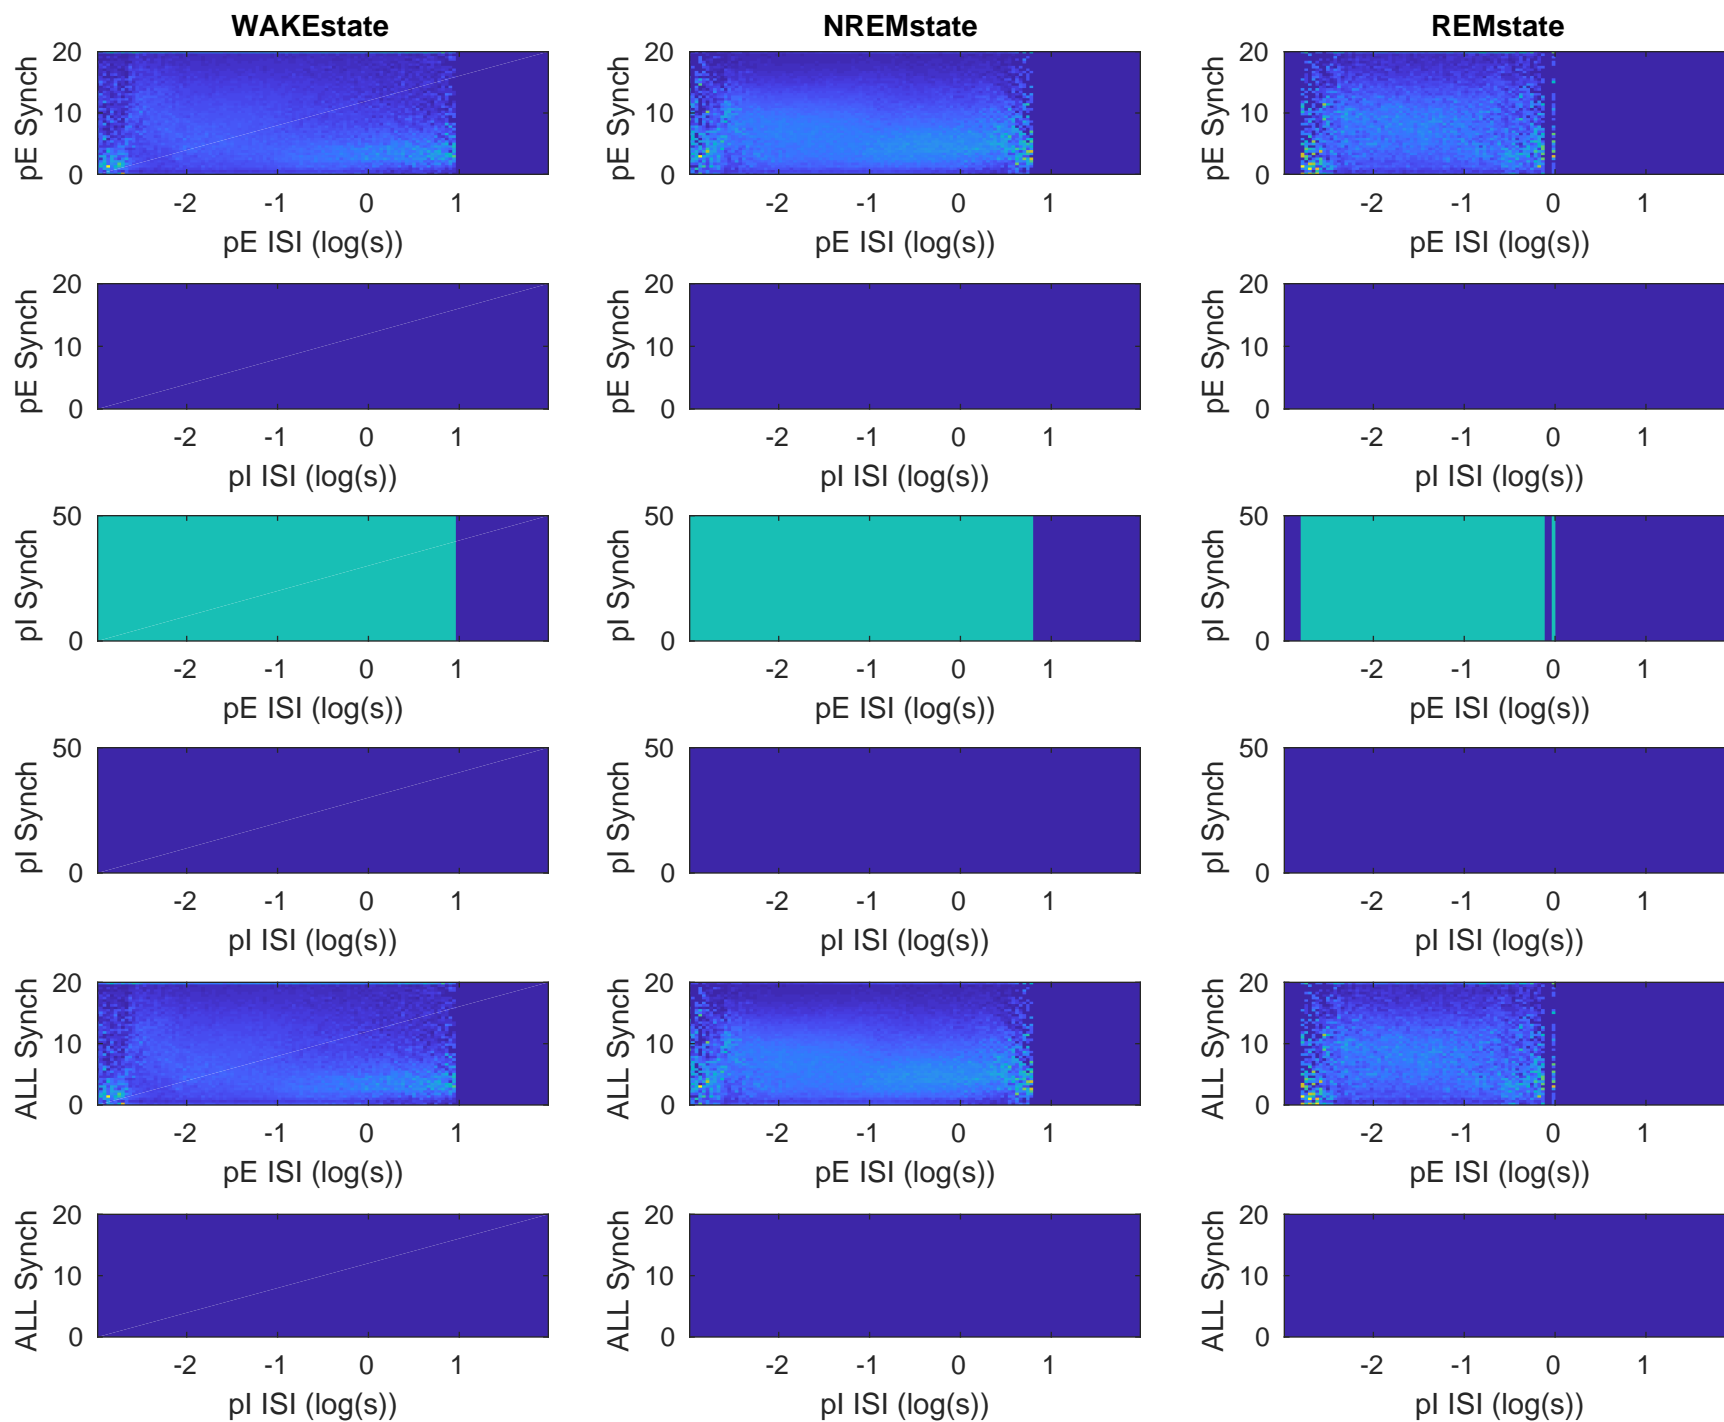 WAKEstate NREMstate REMstate
20 20 20
pE Synch pE Synch pE Synch
10 10 10
0 0 0
-2 -1 0 1 -2 -1 0 1 -2 -1 0 1
pE ISI (log(s)) pE ISI (log(s)) pE ISI (log(s))
20 20 20
pE Synch pE Synch pE Synch
10 10 10
0 0 0
-2 -1 0 1 -2 -1 0 1 -2 -1 0 1
pI ISI (log(s)) pI ISI (log(s)) pI ISI (log(s))
50 50 50
pI Synch pI Synch pI Synch
0 0 0
-2 -1 0 1 -2 -1 0 1 -2 -1 0 1
pE ISI (log(s)) pE ISI (log(s)) pE ISI (log(s))
50 50 50
pI Synch pI Synch pI Synch
0 0 0
-2 -1 0 1 -2 -1 0 1 -2 -1 0 1
pI ISI (log(s)) pI ISI (log(s)) pI ISI (log(s))
20 20 20
ALL Synch ALL Synch ALL Synch
10 10 10
0 0 0
-2 -1 0 1 -2 -1 0 1 -2 -1 0 1
pE ISI (log(s)) pE ISI (log(s)) pE ISI (log(s))
20 20 20
ALL Synch ALL Synch ALL Synch
10 10 10
0 0 0
-2 -1 0 1 -2 -1 0 1 -2 -1 0 1
pI ISI (log(s)) pI ISI (log(s)) pI ISI (log(s))